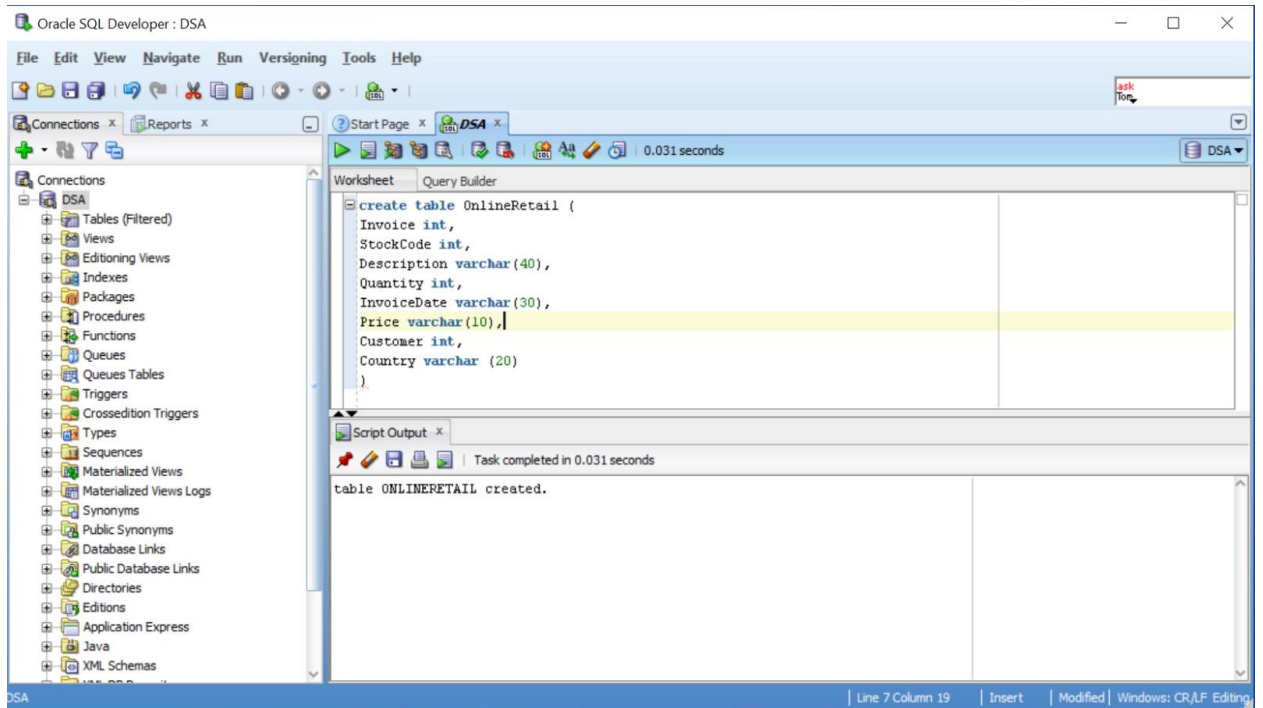 Oracle SQL Developer : DSA
File Edit View Navigate Run Versioning Tools Help
ask
Tom
Connections x Reports x
Start Page x DSA x
0.031 seconds
DSA
Worksheet Query Builder
Connections
DSA
Tables (Filtered)
Views
Editioning Views
Indexes
Packages
Procedures
Functions
Queues
Queues Tables
Triggers
Crossedition Triggers
Types
Sequences
Materialized Views
Materialized Views Logs
Synonyms
Public Synonyms
Database Links
Public Database Links
Directories
Editions
Application Express
Java
XML Schemas
create table OnlineRetail (
Invoice int,
StockCode int,
Description varchar(40),
Quantity int,
InvoiceDate varchar(30),
Price varchar(10),
Customer int,
Country varchar (20)
)
Script Output x
Task completed in 0.031 seconds
table ONLINERETAIL created.
DSA
Line 7 Column 19 | Insert | Modified | Windows: CR/LF Editing